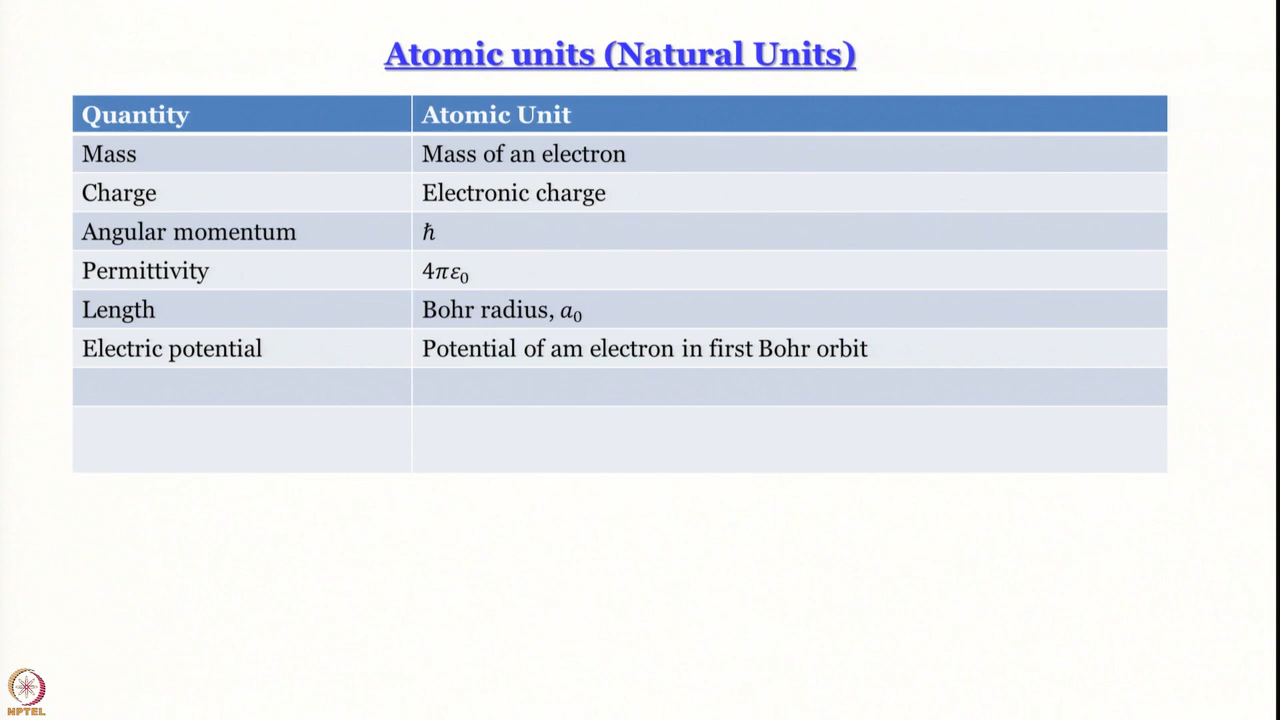 Atomic units (Natural Units)
Quantity Atomic Unit
Mass Mass of an electron
Charge Electronic charge
Angular momentum ℏ
Permittivity 4πε₀
Length Bohr radius, a₀
Electric potential Potential of am electron in first Bohr orbit
NPTEL